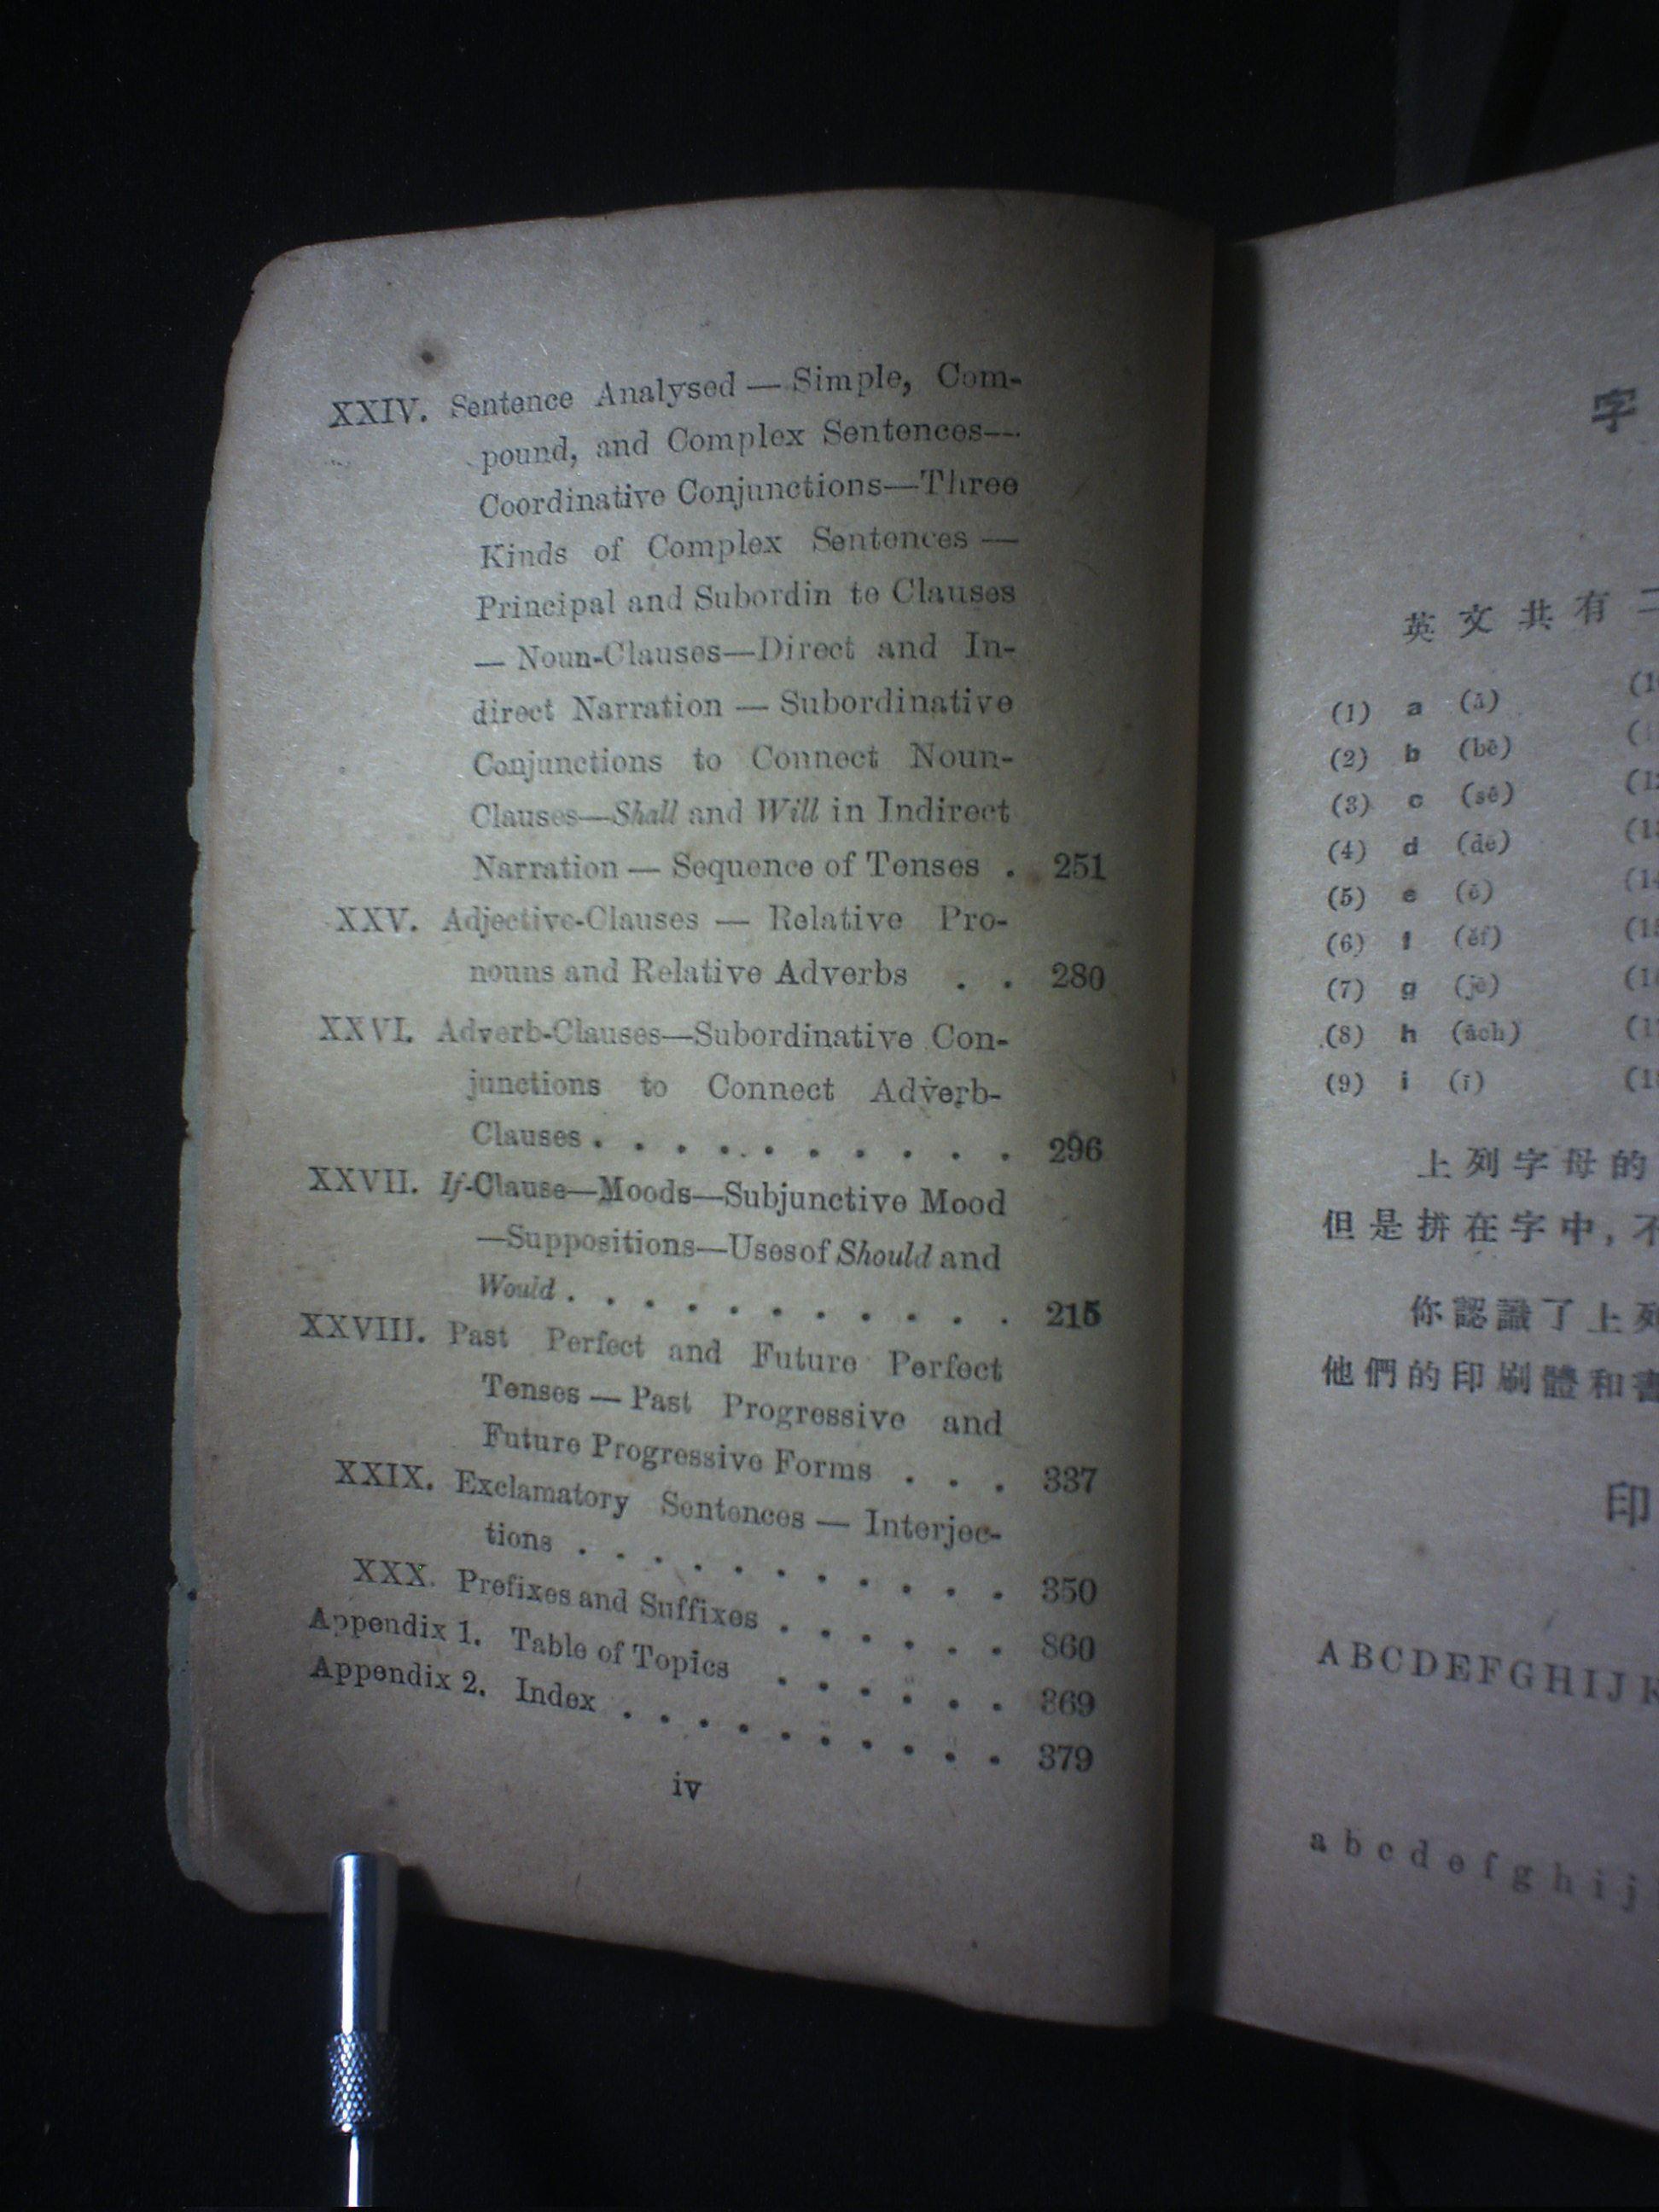 XXIV. Sentence Analysed — Simple, Com-
pound, and Complex Sentences—
Coordinative Conjunctions—Three
Kinds of Complex Sentences —
Principal and Subordin te Clauses
— Noun-Clauses—Direct and In-
direct Narration — Subordinative
Conjunctions to Connect Noun-
Clauses—Shall and Will in Indirect
Narration — Sequence of Tenses . 251
XXV. Adjective-Clauses — Relative Pro-
nouns and Relative Adverbs . . 280
XXVI. Adverb-Clauses—Subordinative Con-
junctions to Connect Adverb-
Clauses . . . . . . . . . . . 296
XXVII. If-Clause—Moods—Subjunctive Mood
—Suppositions—Usesof Should and
Would . . . . . . . . . . . . 215
XXVIII. Past Perfect and Future Perfect
Tenses — Past Progressive and
Future Progressive Forms . . . 337
XXIX. Exclamatory Sentences — Interjec-
tions . . . . . . . . . . . 350
XXX. Prefixes and Suffixes . . . . . . 360
Appendix 1. Table of Topics . . . . . . 369
Appendix 2. Index . . . . . . . . . . 379
iv
字
英文共有二
(1) a (ā)
(2) b (bē)
(3) c (sē)
(4) d (dē)
(5) e (ē)
(6) f (ĕf)
(7) g (jē)
(8) h (āch)
(9) i (ī)
上列字母的
但是拼在字中,不
你認識了上列
他們的印刷體和書
印
A B C D E F G H I J K
a b c d e f g h i j